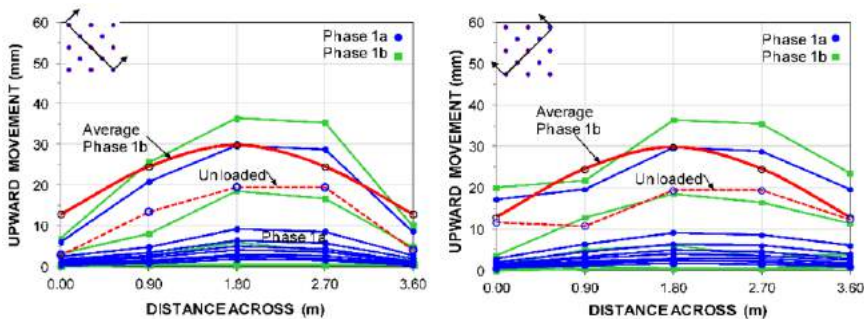 60
50
40
30
20
10
0
UPWARD MOVEMENT (mm)
Phase 1a
Phase 1b
Average
Phase 1b
Unloaded
Phase 1a
0.00 0.90 1.80 2.70 3.60
DISTANCE ACROSS (m)
60
50
40
30
20
10
0
UPWARD MOVEMENT (mm)
Phase 1a
Phase 1b
Average
Phase 1b
Unloaded
0.00 0.90 1.80 2.70 3.60
DISTANCE ACROSS (m)